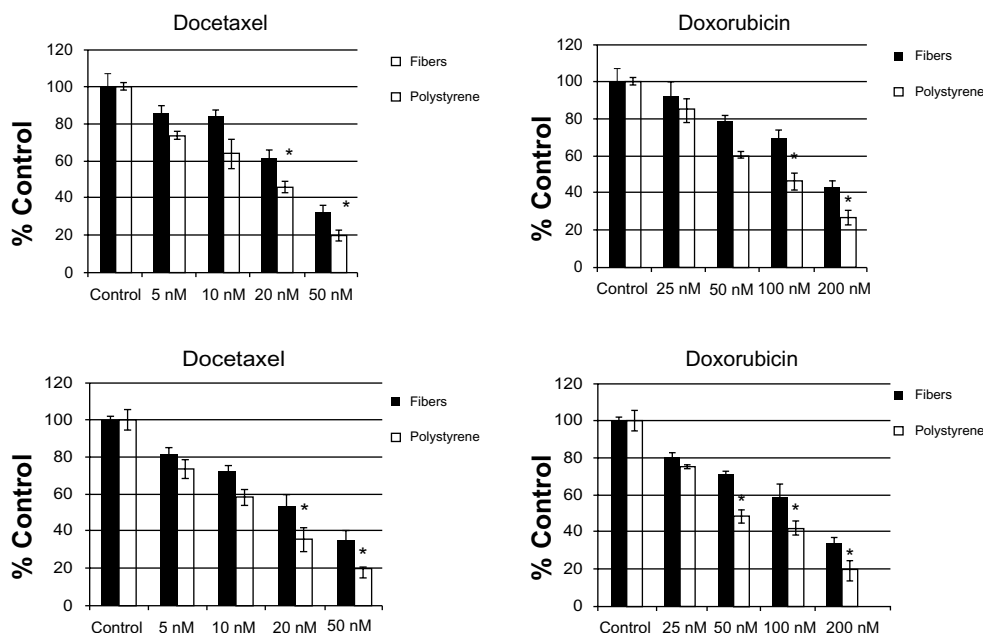 Docetaxel
120
100
80
60
40
20
0
% Control
Control 5 nM 10 nM 20 nM 50 nM
* *
Fibers
Polystyrene
Doxorubicin
120
100
80
60
40
20
0
% Control
Control 25 nM 50 nM 100 nM 200 nM
* *
Fibers
Polystyrene
Docetaxel
120
100
80
60
40
20
0
% Control
Control 5 nM 10 nM 20 nM 50 nM
* *
Fibers
Polystyrene
Doxorubicin
120
100
80
60
40
20
0
% Control
Control 25 nM 50 nM 100 nM 200 nM
* * *
Fibers
Polystyrene